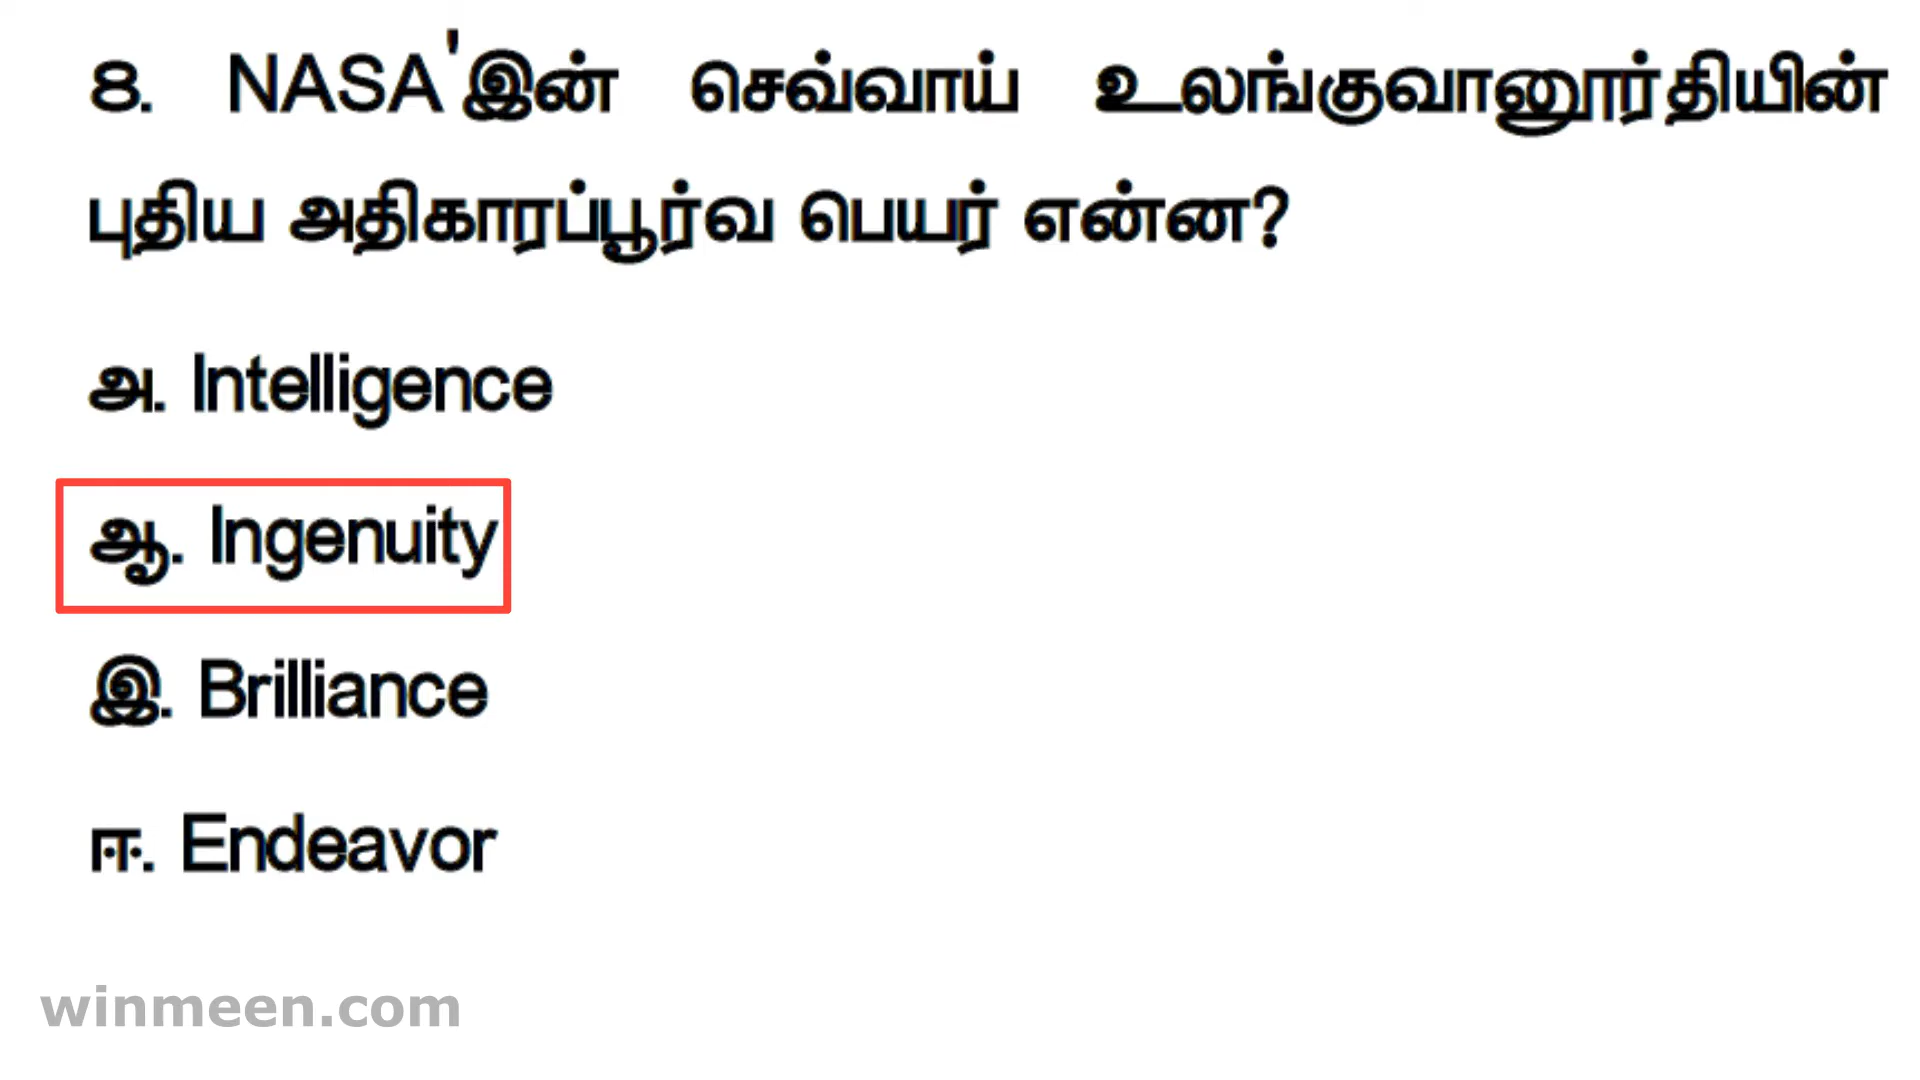 8. NASA'இன் செவ்வாய் உலங்குவானூர்தியின்
புதிய அதிகாரப்பூர்வ பெயர் என்ன?
அ. Intelligence
ஆ. Ingenuity
இ. Brilliance
ஈ. Endeavor
winmeen.com